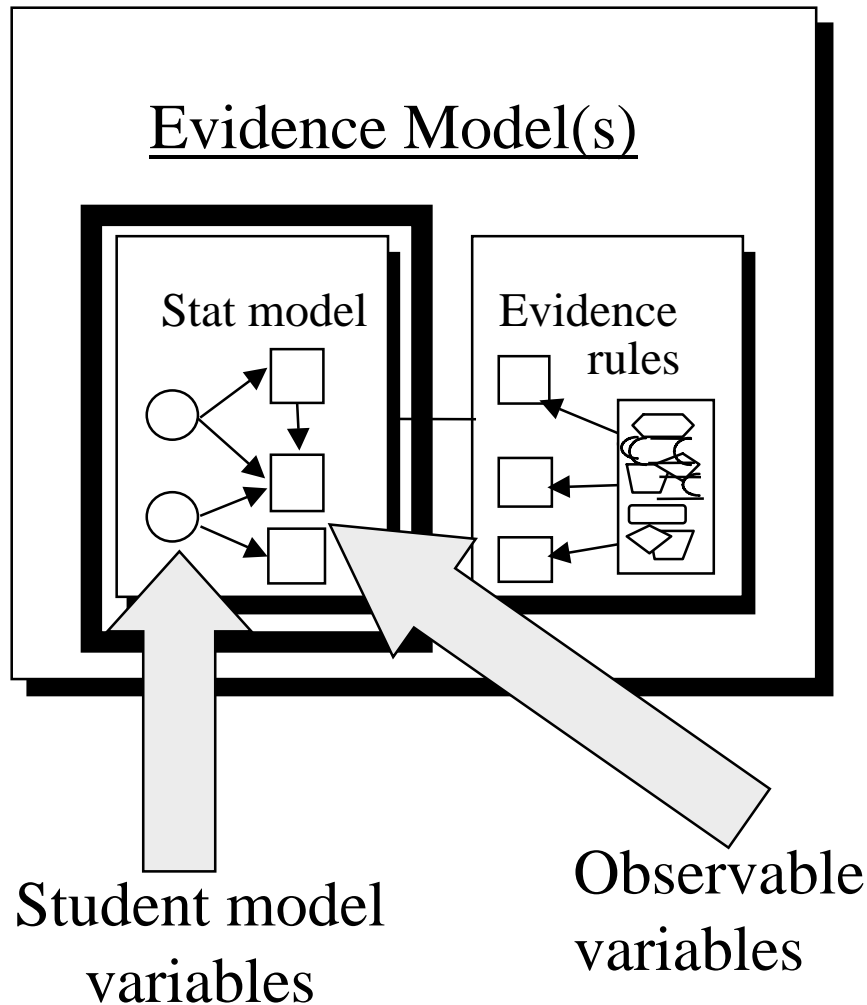 Evidence Model(s)
Stat model
Evidence
rules
Student model
variables
Observable
variables